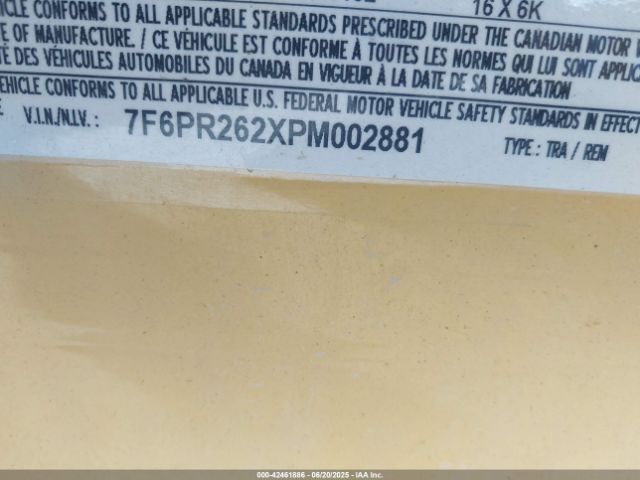 16 X 6K
HICLE CONFORMS TO ALL APPLICABLE STANDARDS PRESCRIBED UNDER THE CANADIAN MOTOR
OF MANUFACTURE. / CE VÉHICULE EST CONFORME À TOUTES LES NORMES QUI LUI SONT APPLIC
TÉ DES VÉHICULES AUTOMOBILES DU CANADA EN VIGUEUR À LA DATE DE SA FABRICATION
VEHICLE CONFORMS TO ALL APPLICABLE U.S. FEDERAL MOTOR VEHICLE SAFETY STANDARDS IN EFFECT
V.I.N./N.I.V. : 7F6PR262XPM002881 TYPE : TRA / REM
000-42461886 - 06/20/2025 - IAA Inc.